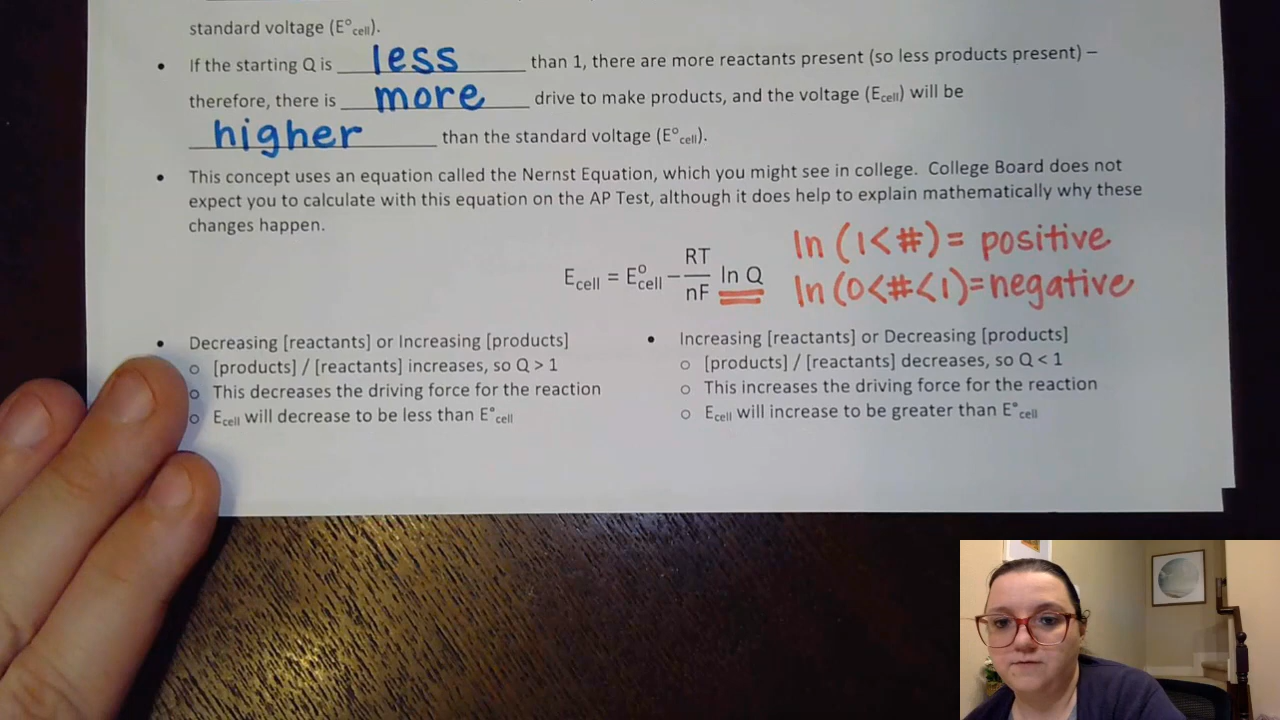 standard voltage (E°cell).
• If the starting Q is less than 1, there are more reactants present (so less products present) –
therefore, there is more drive to make products, and the voltage (Ecell) will be
higher than the standard voltage (E°cell).
• This concept uses an equation called the Nernst Equation, which you might see in college. College Board does not
expect you to calculate with this equation on the AP Test, although it does help to explain mathematically why these
changes happen.
ln (1<#) = positive
Ecell = E°cell − RT/nF ln Q
ln (0<#<1)=negative
• Decreasing [reactants] or Increasing [products]
o [products] / [reactants] increases, so Q > 1
o This decreases the driving force for the reaction
o Ecell will decrease to be less than E°cell
• Increasing [reactants] or Decreasing [products]
o [products] / [reactants] decreases, so Q < 1
o This increases the driving force for the reaction
o Ecell will increase to be greater than E°cell